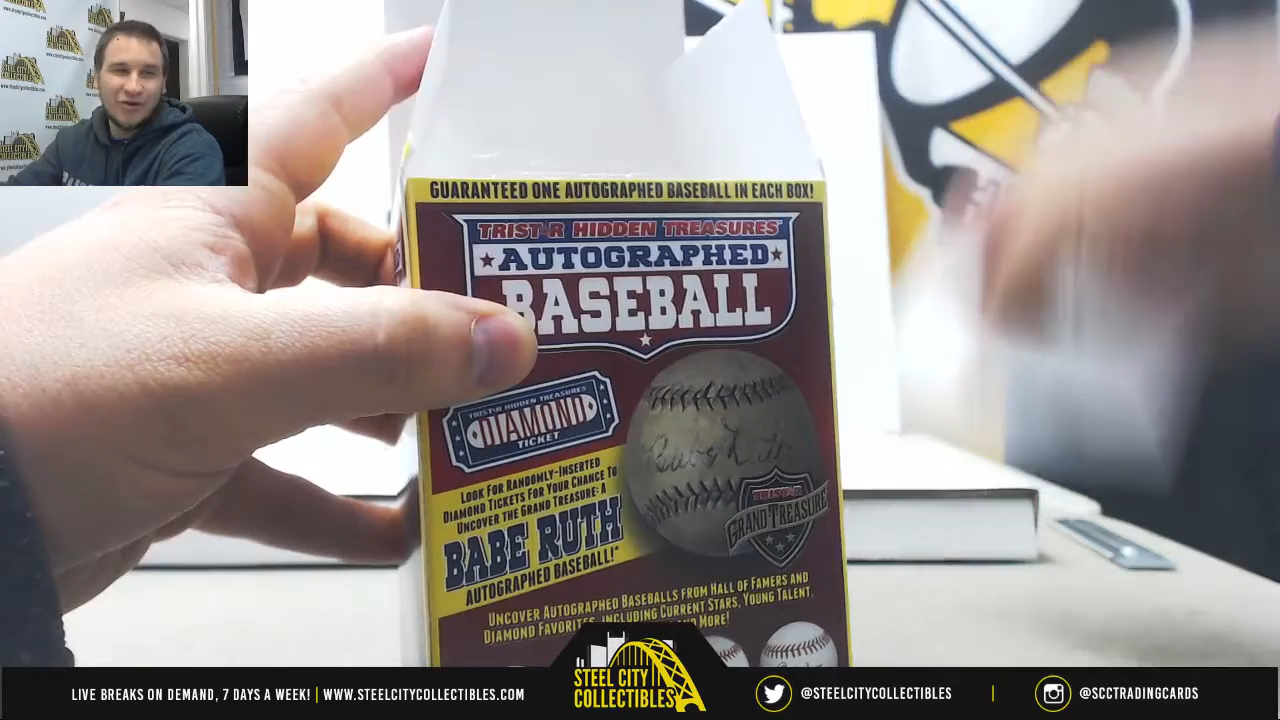 GUARANTEED ONE AUTOGRAPHED BASEBALL IN EACH BOX!
TRISTAR HIDDEN TREASURES
AUTOGRAPHED
BASEBALL
TRISTAR HIDDEN TREASURES
DIAMOND
TICKET
LOOK FOR RANDOMLY-INSERTED
DIAMOND TICKETS FOR YOUR CHANCE TO
UNCOVER THE GRAND TREASURE: A
BABE RUTH
AUTOGRAPHED BASEBALL!*
TRISTAR
GRAND TREASURE
UNCOVER AUTOGRAPHED BASEBALLS FROM HALL OF FAMERS AND
DIAMOND FAVORITES, INCLUDING CURRENT STARS, YOUNG TALENT,
AND MORE!
STEEL CITY
COLLECTIBLES
LIVE BREAKS ON DEMAND, 7 DAYS A WEEK! | WWW.STEELCITYCOLLECTIBLES.COM
@STEELCITYCOLLECTIBLES | @SCCTRADINGCARDS